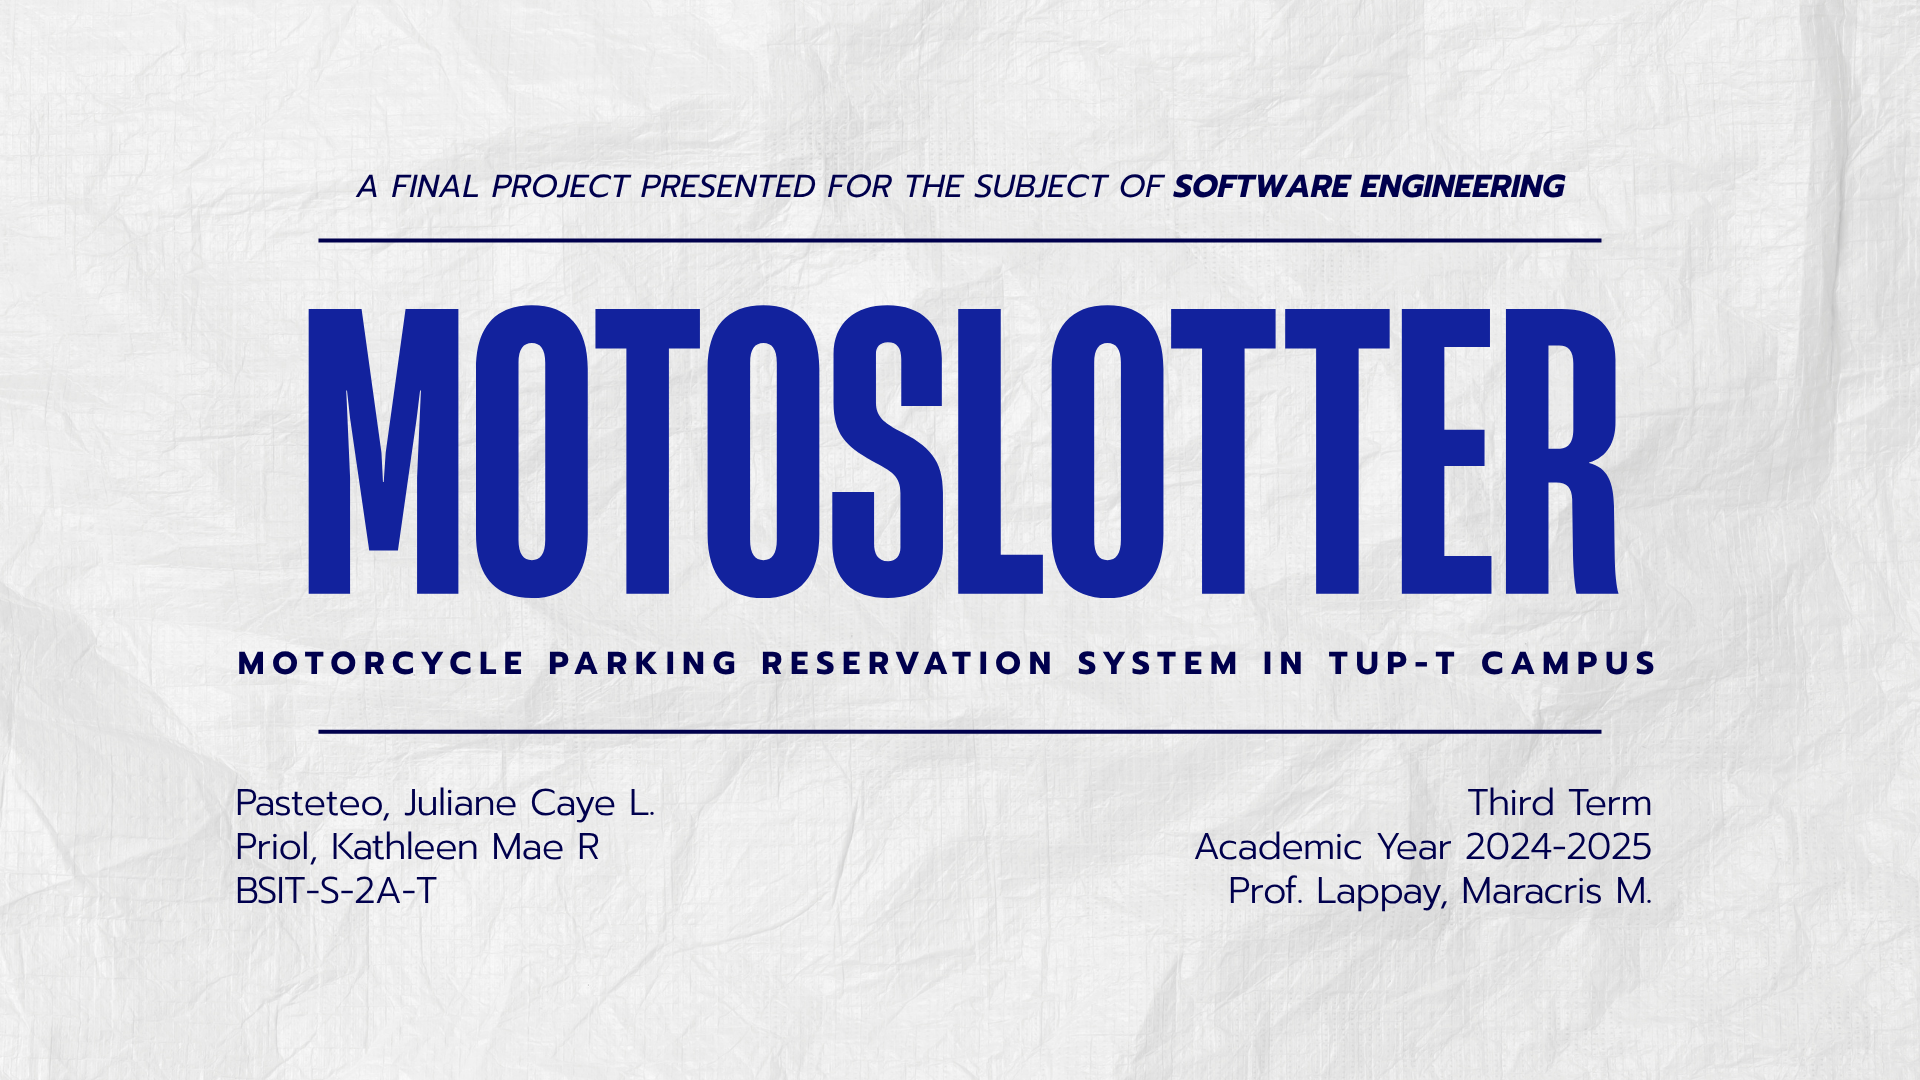 A FINAL PROJECT PRESENTED FOR THE SUBJECT OF SOFTWARE ENGINEERING
MOTOSLOTTER
MOTORCYCLE PARKING RESERVATION SYSTEM IN TUP-T CAMPUS
Pasteteo, Juliane Caye L.
Priol, Kathleen Mae R
BSIT-S-2A-T
Third Term
Academic Year 2024-2025
Prof. Lappay, Maracris M.